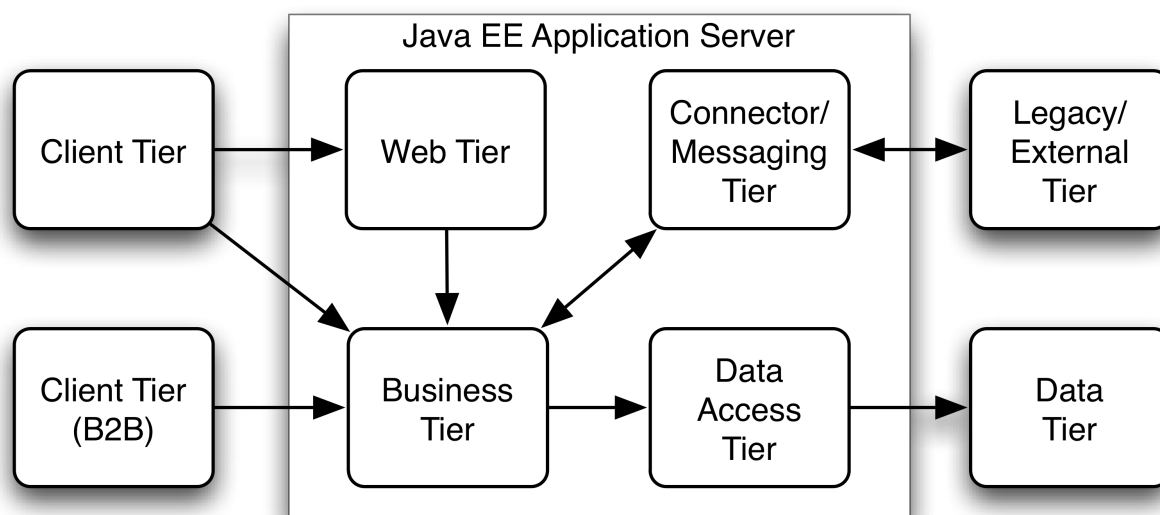 Java EE Application Server
Client Tier
Web Tier
Connector/
Messaging
Tier
Legacy/
External
Tier
Client Tier
(B2B)
Business
Tier
Data
Access
Tier
Data
Tier